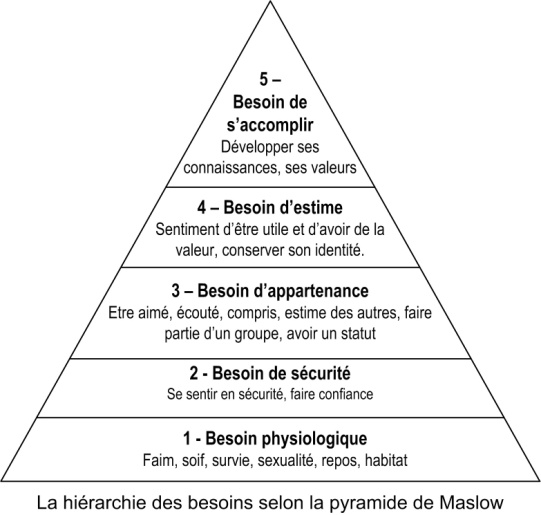 5 –
Besoin de
s’accomplir
Développer ses
connaissances, ses valeurs
4 – Besoin d’estime
Sentiment d’être utile et d’avoir de la
valeur, conserver son identité.
3 – Besoin d’appartenance
Etre aimé, écouté, compris, estime des autres, faire
partie d’un groupe, avoir un statut
2 - Besoin de sécurité
Se sentir en sécurité, faire confiance
1 - Besoin physiologique
Faim, soif, survie, sexualité, repos, habitat
La hiérarchie des besoins selon la pyramide de Maslow